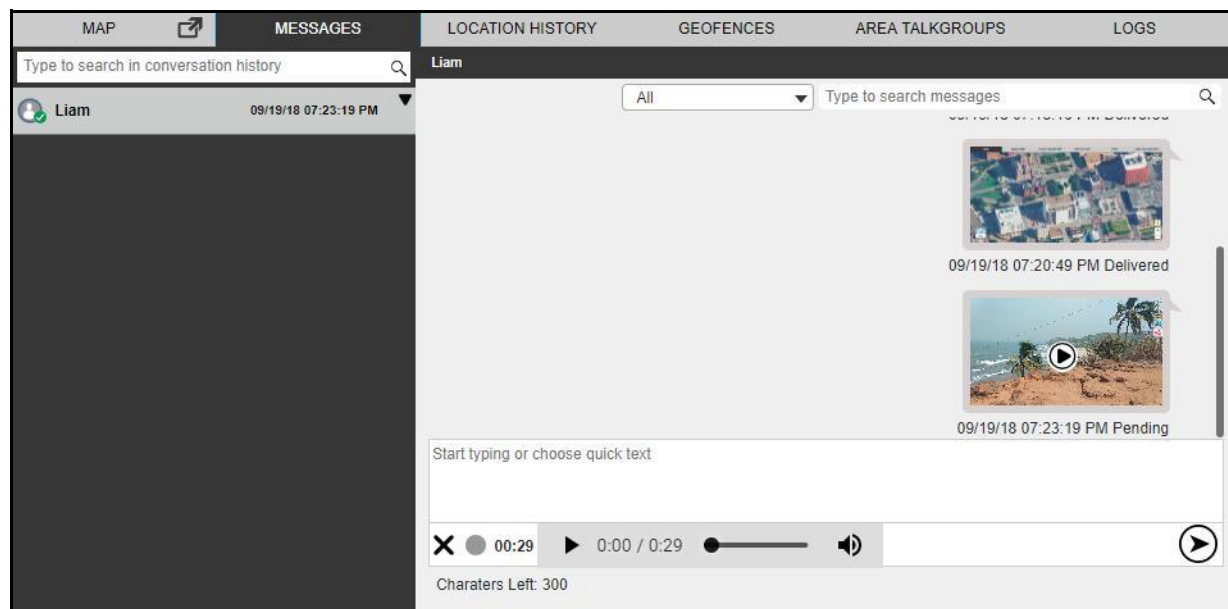 MAP MESSAGES LOCATION HISTORY GEOFENCES AREA TALKGROUPS LOGS
Type to search in conversation history
Liam
Liam 09/19/18 07:23:19 PM
All Type to search messages
09/19/18 07:20:49 PM Delivered
09/19/18 07:23:19 PM Pending
Start typing or choose quick text
00:29 0:00 / 0:29
Charaters Left: 300